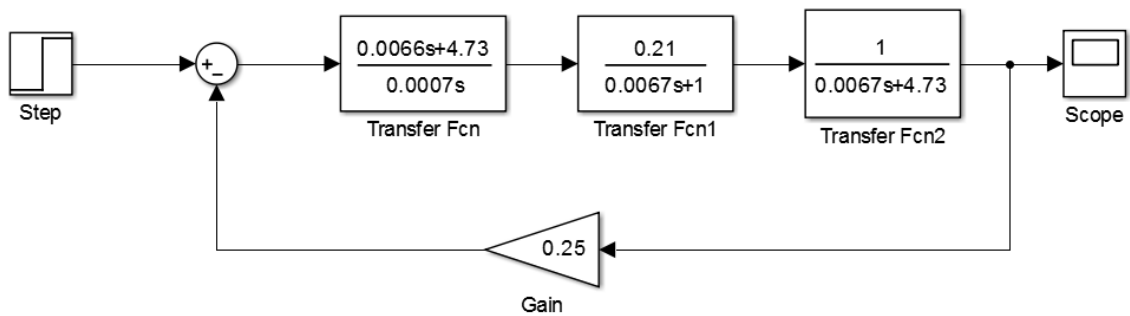 Step
+
−
0.0066s+4.73
0.0007s
Transfer Fcn
0.21
0.0067s+1
Transfer Fcn1
1
0.0067s+4.73
Transfer Fcn2
Scope
0.25
Gain